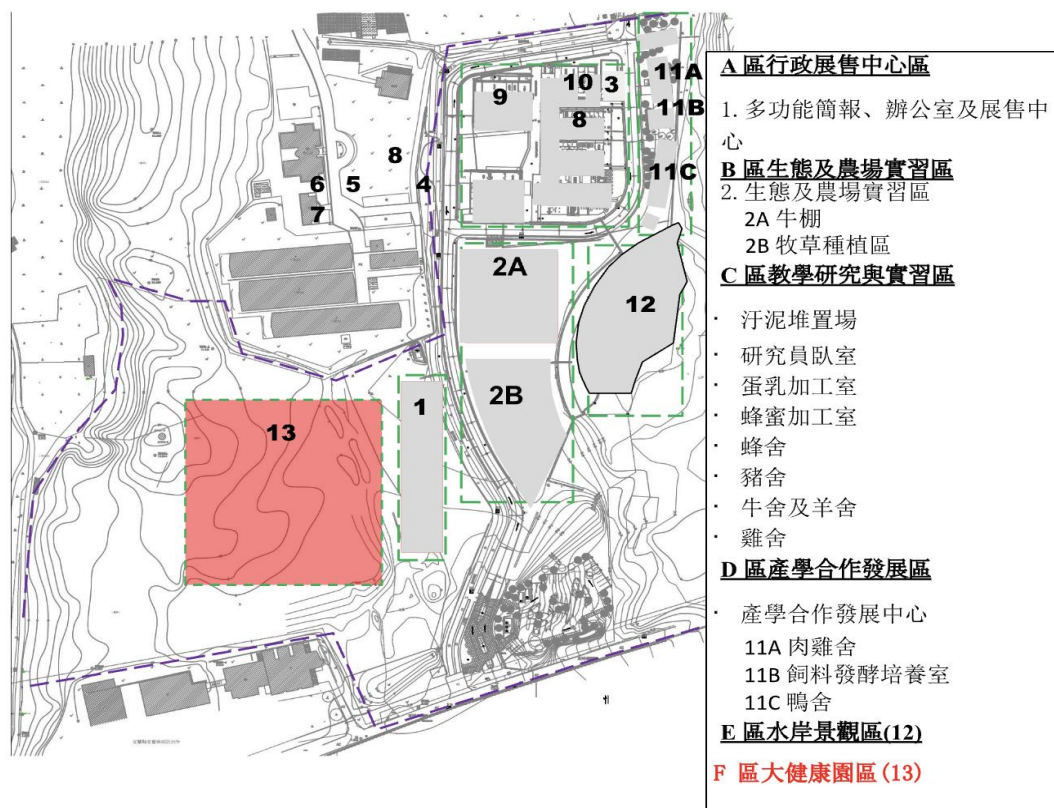 11A
10
3
9
11B
8
8
11C
6
5
4
7
2A
12
2B
1
13
A 區行政展售中心區
1. 多功能簡報、辦公室及展售中
心
B 區生態及農場實習區
2. 生態及農場實習區
2A 牛棚
2B 牧草種植區
C 區教學研究與實習區
· 汙泥堆置場
· 研究員臥室
· 蛋乳加工室
· 蜂蜜加工室
· 蜂舍
· 豬舍
· 牛舍及羊舍
· 雞舍
D 區產學合作發展區
· 產學合作發展中心
11A 肉雞舍
11B 飼料發酵培養室
11C 鴨舍
E 區水岸景觀區(12)
F 區大健康園區(13)